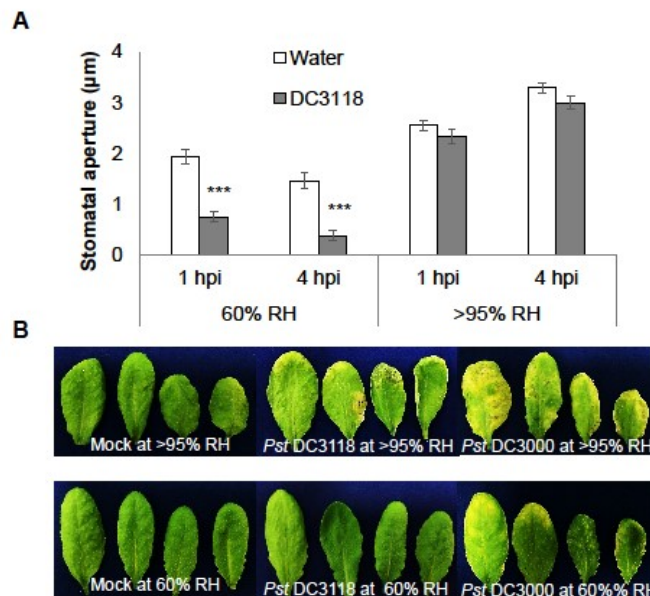 A
Stomatal aperture (µm)
4
3
2
1
0
Water
DC3118
***
***
1 hpi 4 hpi 1 hpi 4 hpi
60% RH >95% RH
B
Mock at >95% RH Pst DC3118 at >95% RH Pst DC3000 at >95% RH
Mock at 60% RH Pst DC3118 at 60% RH Pst DC3000 at 60%% RH